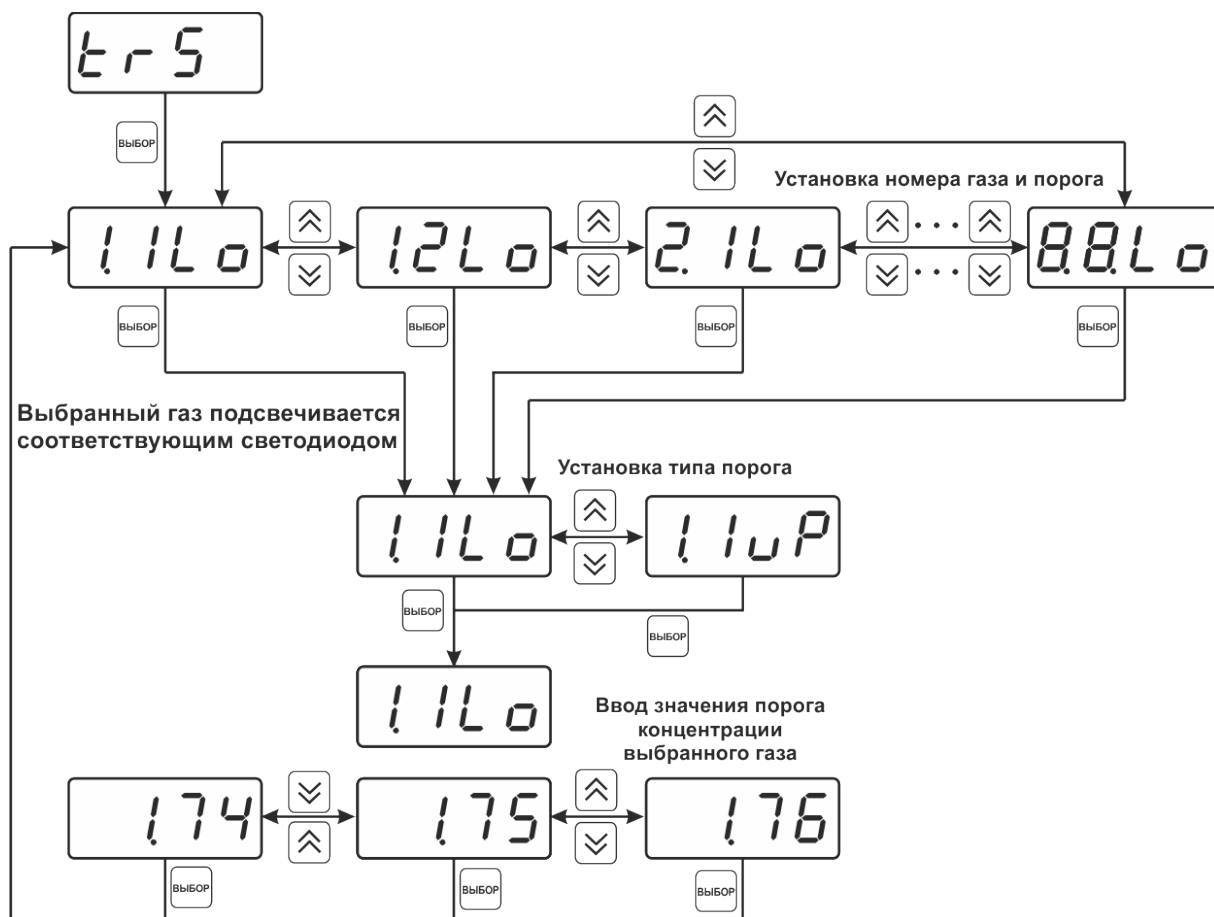 trS
ВЫБОР
Установка номера газа и порога
1.1Lo
1.2Lo
2.1Lo
. . .
. . .
8.8.Lo
ВЫБОР
ВЫБОР
ВЫБОР
ВЫБОР
Выбранный газ подсвечивается
соответствующим светодиодом
Установка типа порога
1.1Lo
1.1uP
ВЫБОР
ВЫБОР
1.1Lo
Ввод значения порога
концентрации
выбранного газа
1.74
1.75
1.76
ВЫБОР
ВЫБОР
ВЫБОР